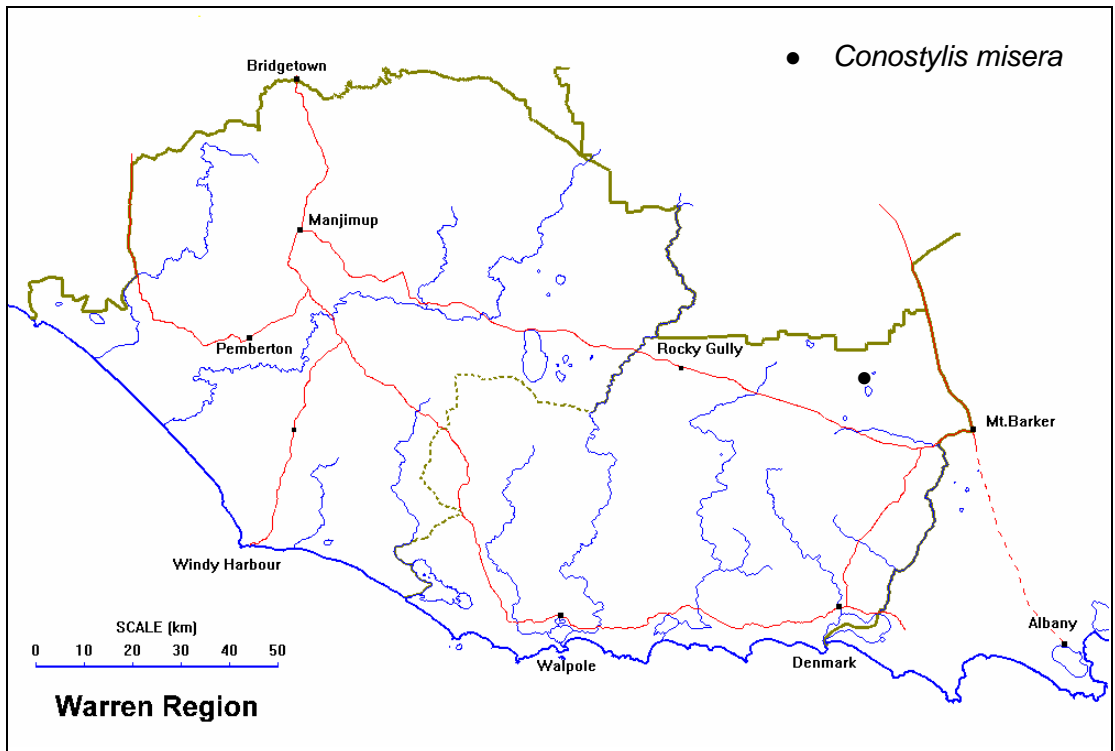 ● Conostylis misera
Bridgetown
Manjimup
Pemberton
Rocky Gully
Mt.Barker
Windy Harbour
SCALE (km)
0 10 20 30 40 50
Walpole
Denmark
Albany
Warren Region